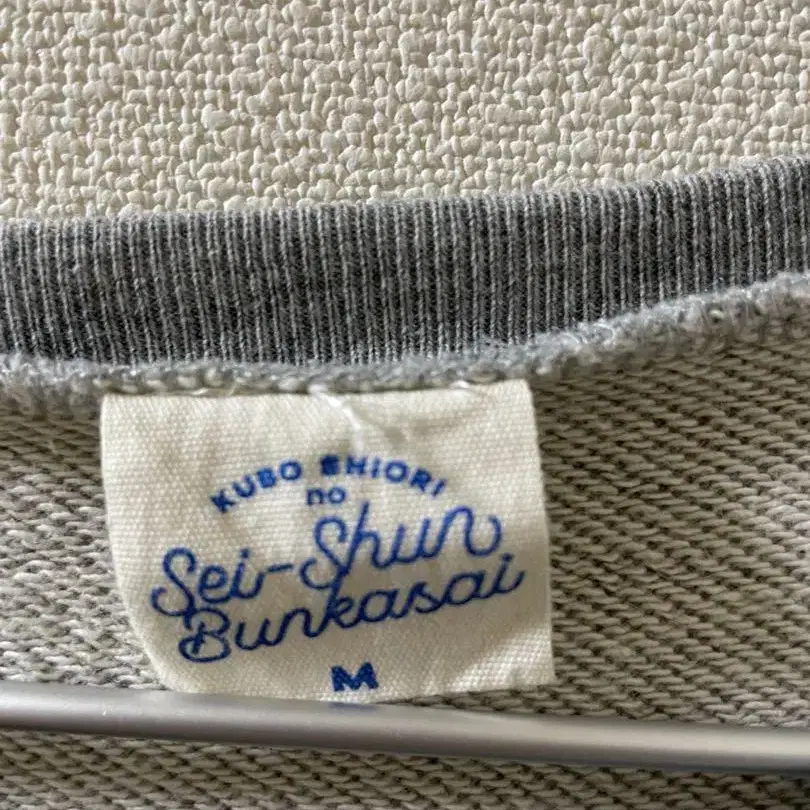 KUBO SHIORI
no
Sei-Shun
Bunkasai
M